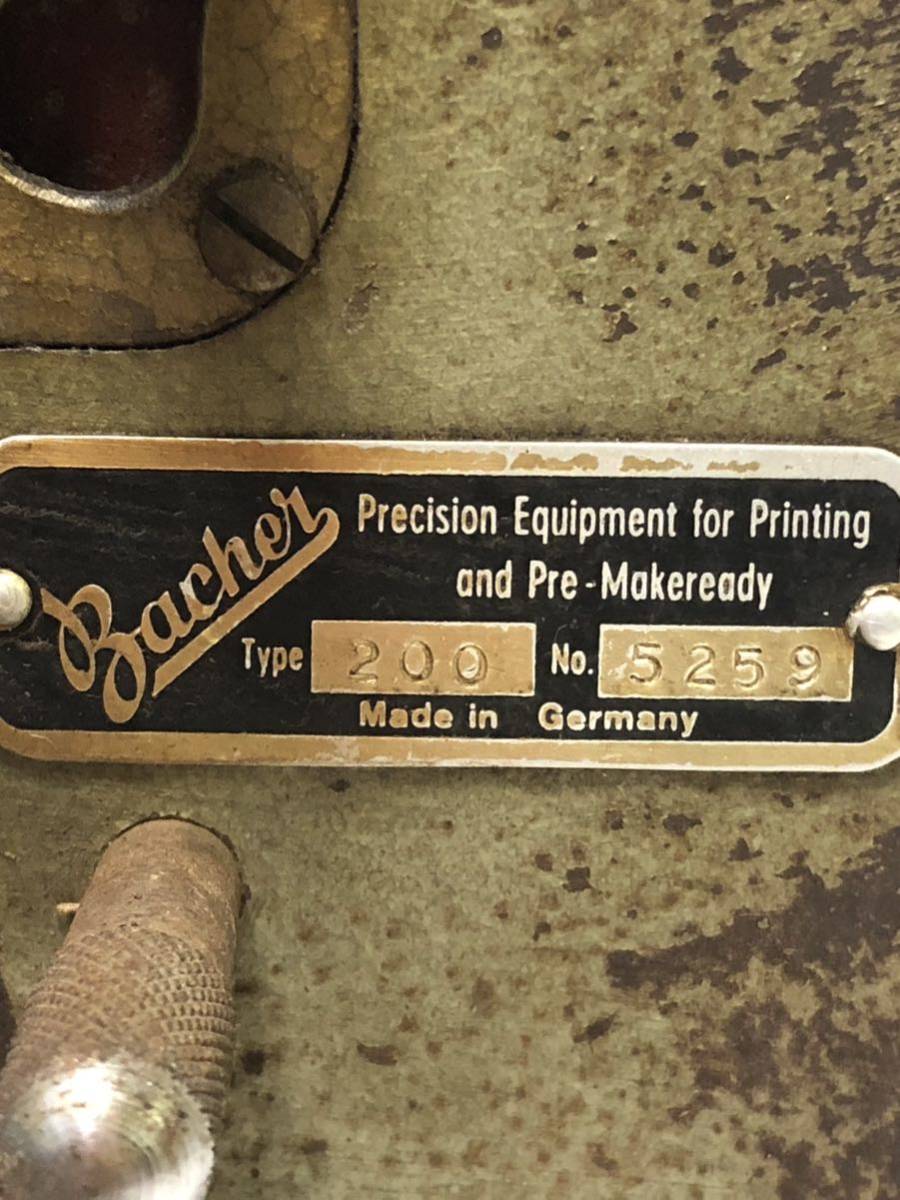 Bacher
Precision Equipment for Printing
and Pre-Makeready
Type 200 No. 5259
Made in Germany